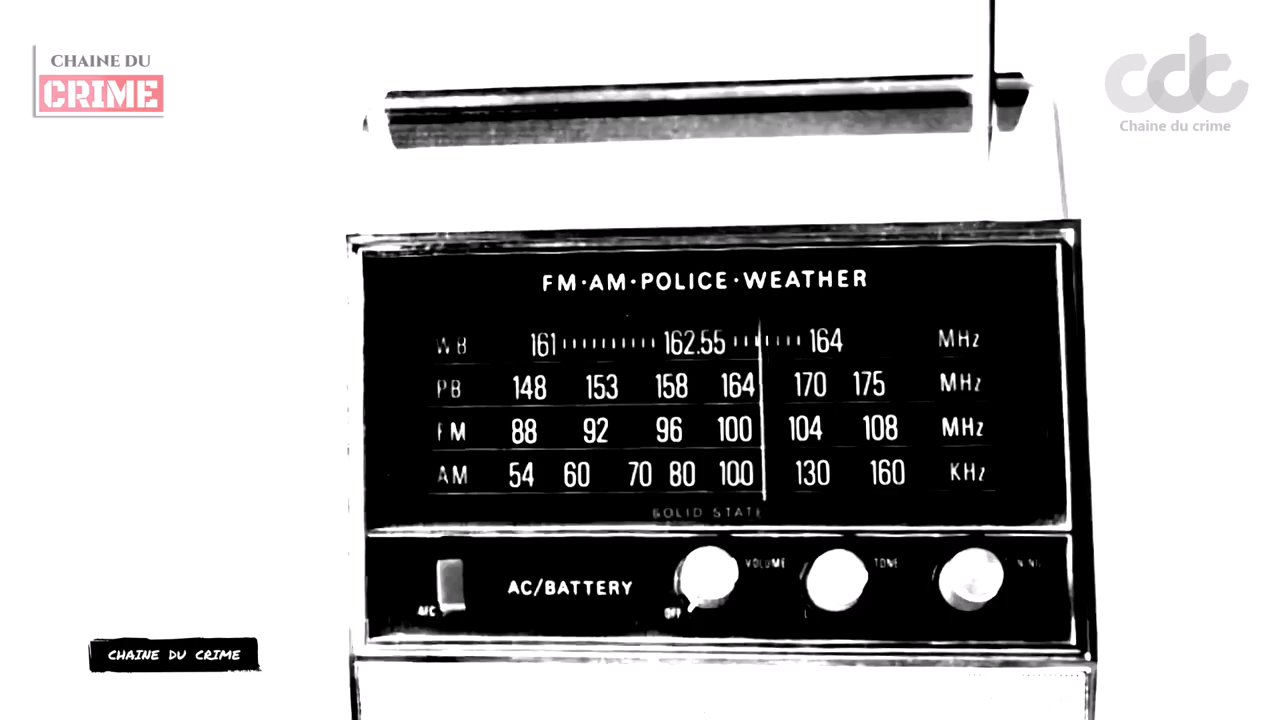 CHAINE DU
CRIME
cdc
Chaine du crime
FM·AM·POLICE·WEATHER
WB 161 162.55 164 MHz
PB 148 153 158 164 170 175 MHz
FM 88 92 96 100 104 108 MHz
AM 54 60 70 80 100 130 160 KHz
SOLID STATE
AFC
AC/BATTERY
OFF
VOLUME
TONE
CHAINE DU CRIME